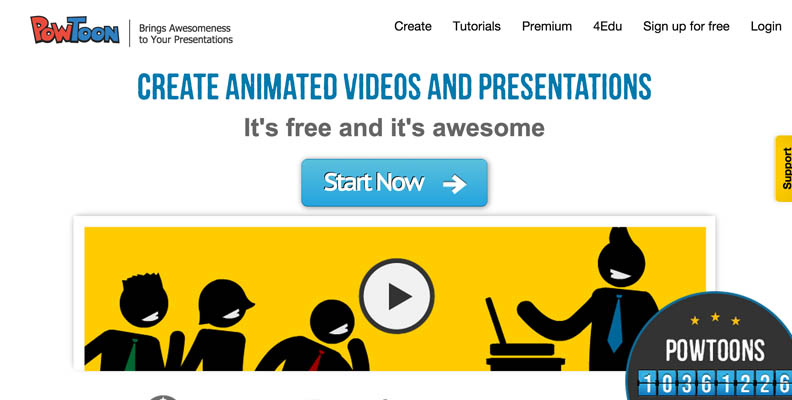 PowToon
Brings Awesomeness
to Your Presentations
Create Tutorials Premium 4Edu Sign up for free Login
CREATE ANIMATED VIDEOS AND PRESENTATIONS
It's free and it's awesome
Start Now
Support
POWTOONS
10361226